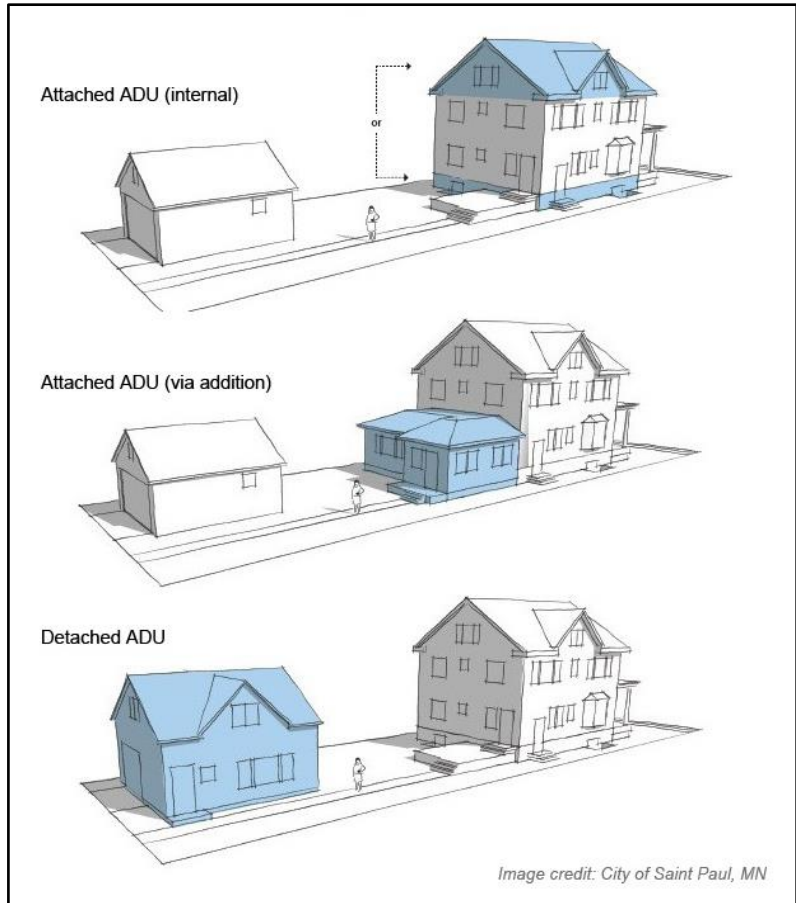 Attached ADU (internal)
or
Attached ADU (via addition)
Detached ADU
Image credit: City of Saint Paul, MN